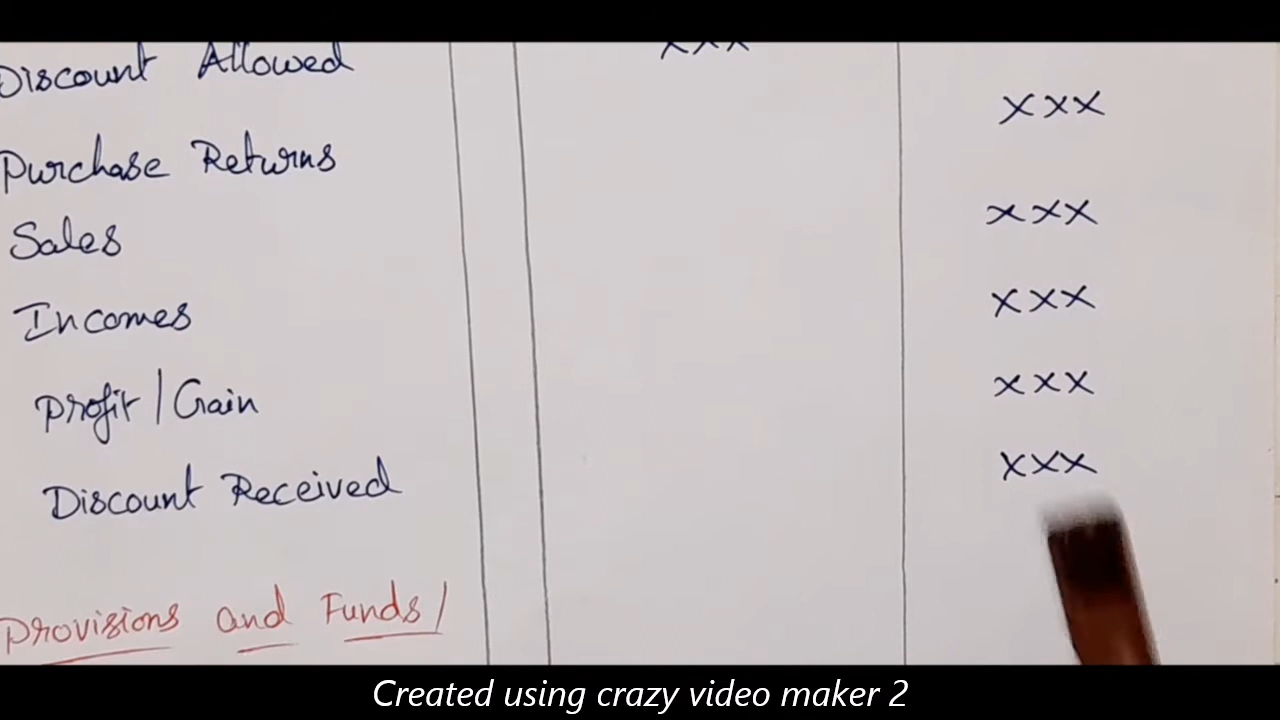 Discount Allowed xxx
xxx
Purchase Returns
xxx
Sales
xxx
Incomes
xxx
Profit/Gain
xxx
Discount Received
Provisions and Funds/
Created using crazy video maker 2